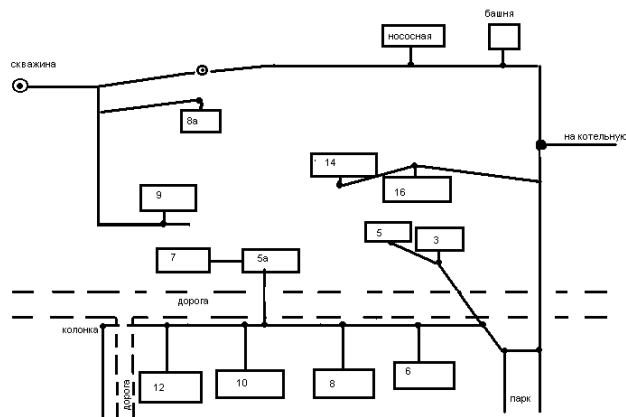 башня
нососная
скважина
8а
на котельную
14
16
9
5
3
7
5а
дорога
колонка
12
10
8
6
дорога
парк